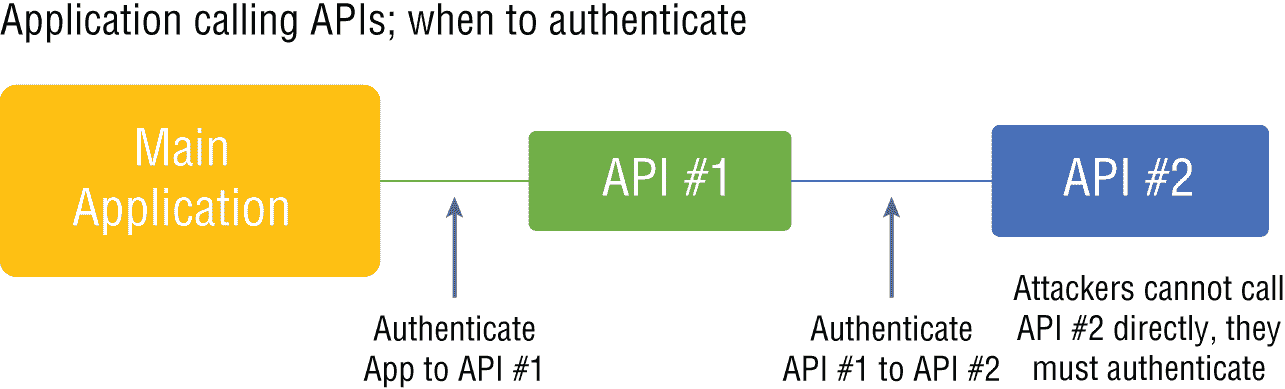 Application calling APIs; when to authenticate
Main
Application
API #1
API #2
Authenticate
App to API #1
Authenticate
API #1 to API #2
Attackers cannot call
API #2 directly, they
must authenticate